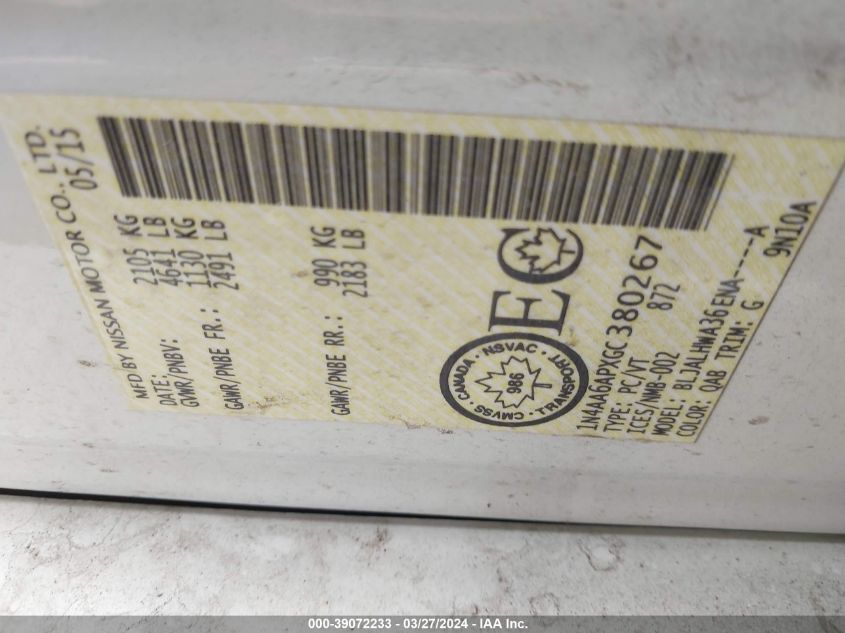 MFD BY NISSAN MOTOR CO., LTD.
DATE: 05/15
GVWR/PNBV: 2105 KG
4641 LB
GAWR/PNBE FR.: 1130 KG
2491 LB
GAWR/PNBE RR.: 990 KG
2183 LB
CANADA · NSVAC · TRANSPORT · CMVSS
986
EC
1N4AA6APXGC380267
TYPE: PC/VT 872
ICES/NMB-002
MODEL: BLJALHWA36ENA----A
COLOR: QAB TRIM: G 9N10A
000-39072233 - 03/27/2024 - IAA Inc.